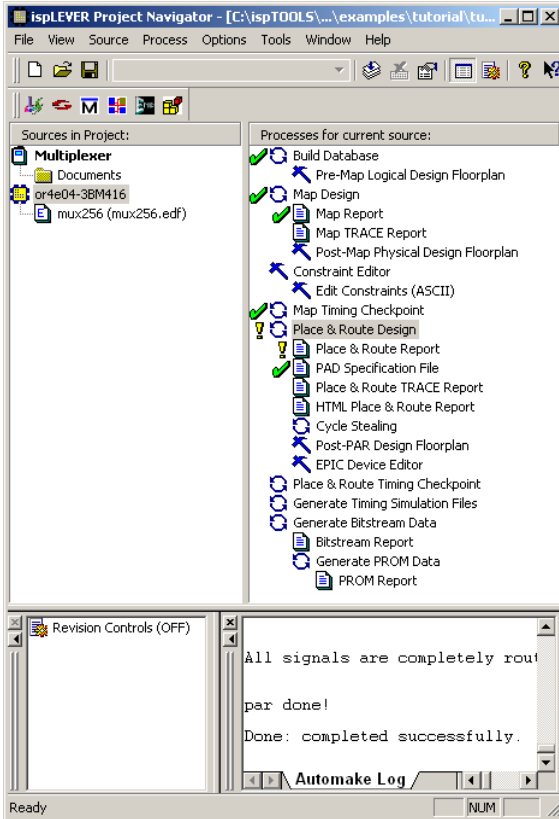 ispLEVER Project Navigator - [C:\ispTOOLS\...\examples\tutorial\tu...
File View Source Process Options Tools Window Help
Sources in Project:
Multiplexer
Documents
or4e04-3BM416
mux256 (mux256.edf)
Processes for current source:
Build Database
Pre-Map Logical Design Floorplan
Map Design
Map Report
Map TRACE Report
Post-Map Physical Design Floorplan
Constraint Editor
Edit Constraints (ASCII)
Map Timing Checkpoint
Place & Route Design
Place & Route Report
PAD Specification File
Place & Route TRACE Report
HTML Place & Route Report
Cycle Stealing
Post-PAR Design Floorplan
EPIC Device Editor
Place & Route Timing Checkpoint
Generate Timing Simulation Files
Generate Bitstream Data
Bitstream Report
Generate PROM Data
PROM Report
Revision Controls (OFF)
All signals are completely rout
par done!
Done: completed successfully.
Automake Log
Ready
NUM